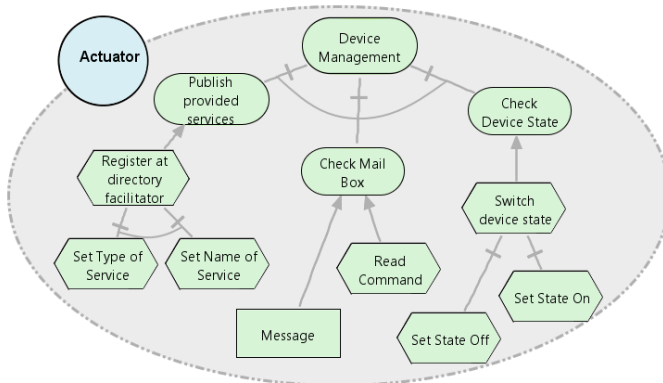 Actuator
Device
Management
Publish
provided
services
Check
Device State
Check Mail
Box
Register at
directory
facilitator
Switch
device state
Set Type of
Service
Set Name of
Service
Read
Command
Set State On
Message
Set State Off